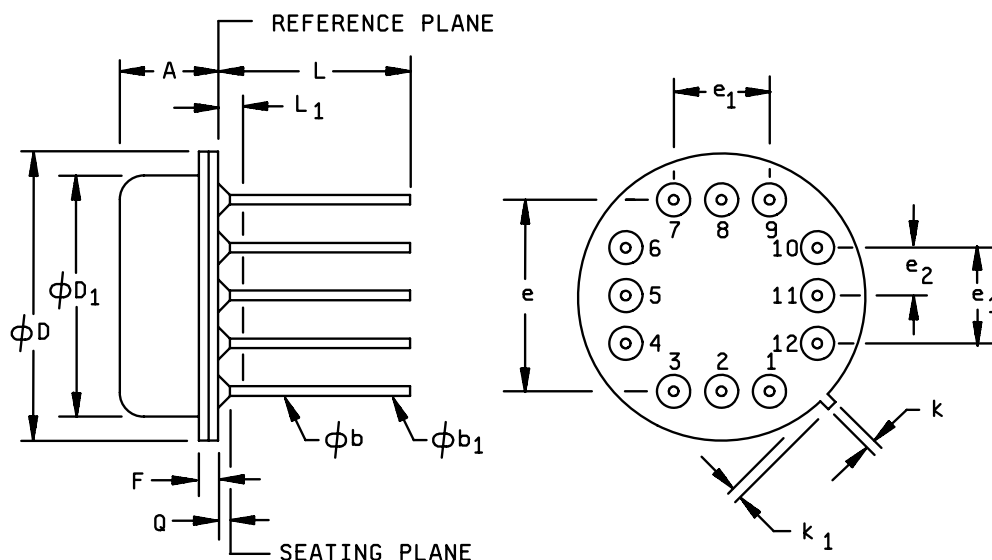 REFERENCE PLANE
A
L
L1
e1
ϕD1
ϕD
ϕb
ϕb1
F
Q
SEATING PLANE
e
7 8 9
6 10
5 11
4 12
3 2 1
e2
e1
k
k1